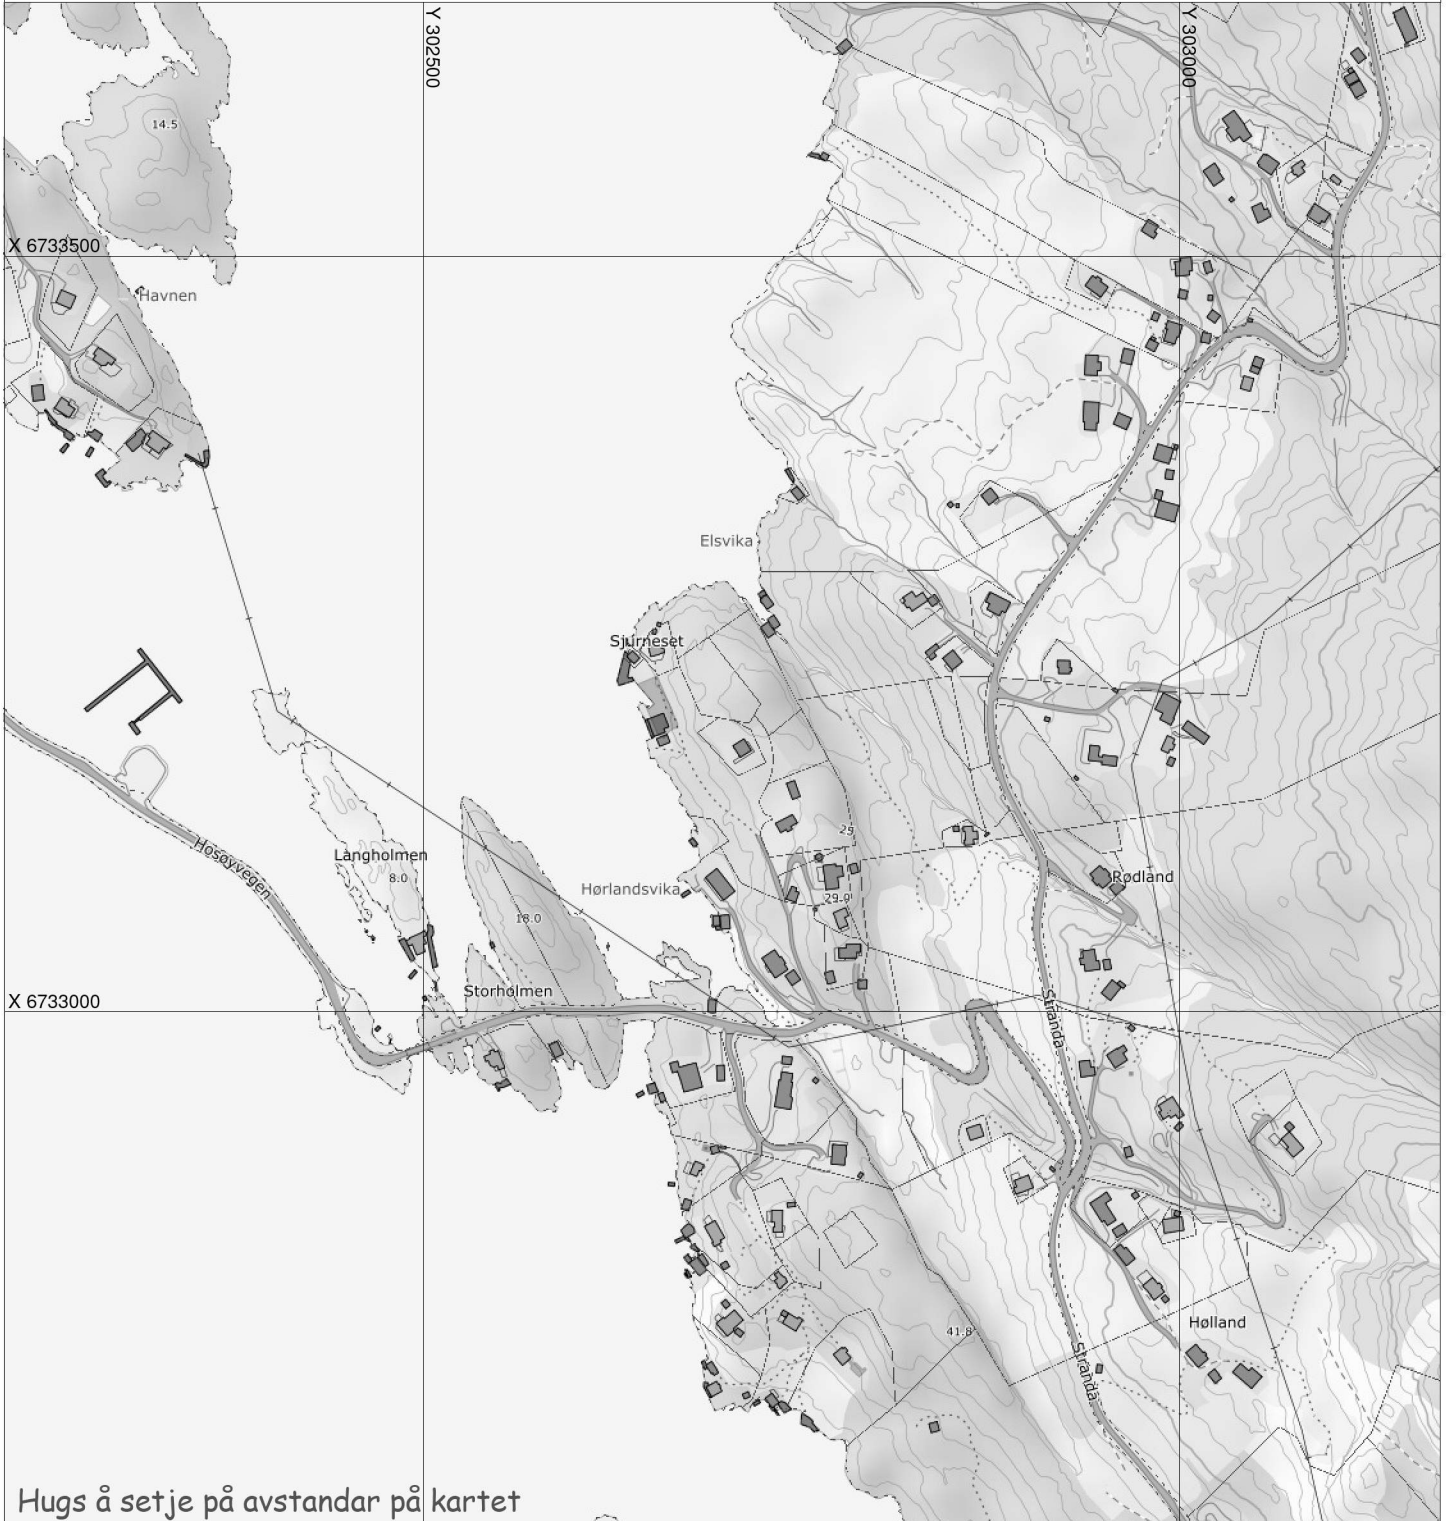 Y 302500
Y 303000
14.5
X 6733500
Havnen
Elsvika
Sjurneset
Hosøyvegen
Langholmen
8.0
25
Hørlandsvika
29.0
Rødland
18.0
Storholmen
X 6733000
Stranda
Hølland
41.8
Stranda
Hugs å setje på avstandar på kartet